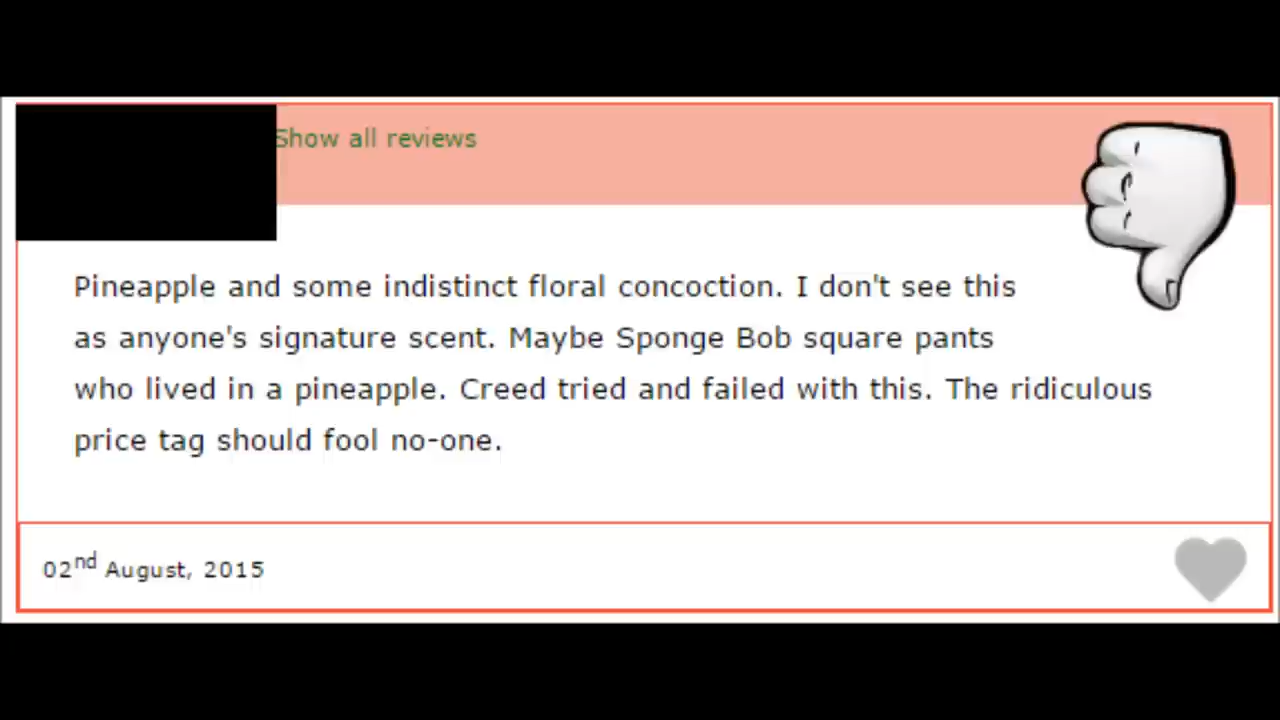 Show all reviews
Pineapple and some indistinct floral concoction. I don't see this
as anyone's signature scent. Maybe Sponge Bob square pants
who lived in a pineapple. Creed tried and failed with this. The ridiculous
price tag should fool no-one.
02nd August, 2015